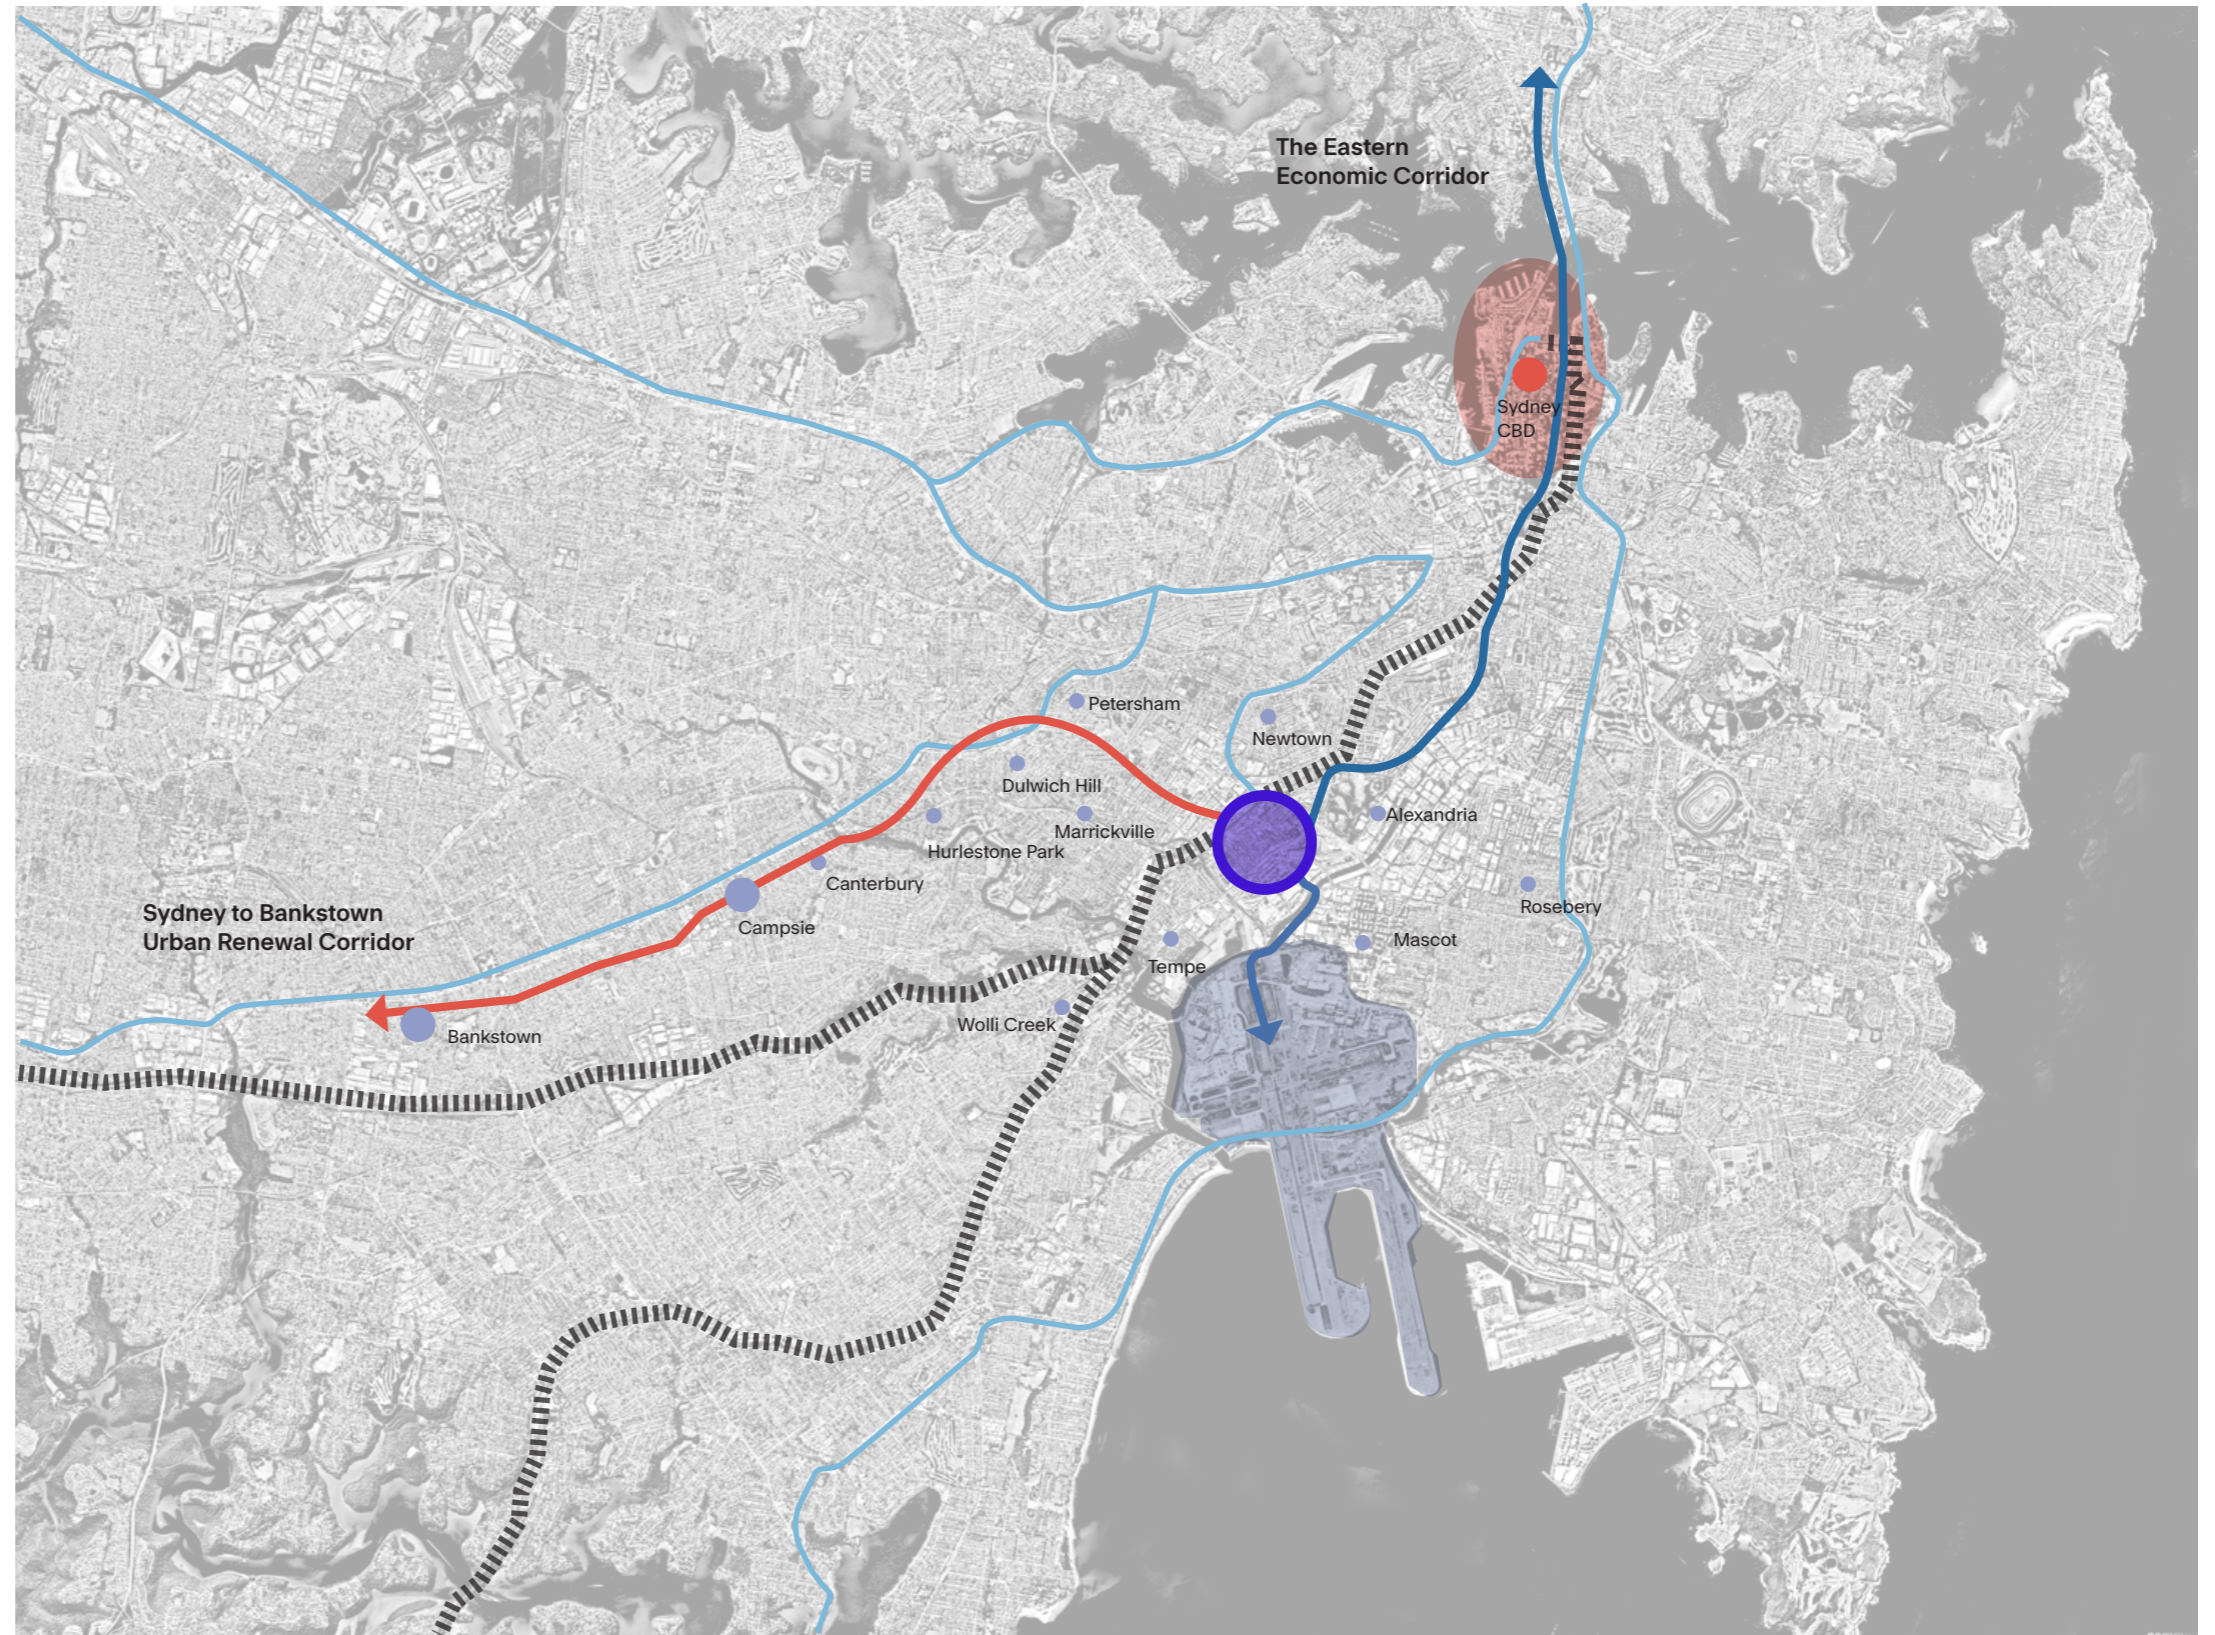 The Eastern
Economic Corridor
Sydney
CBD
Petersham
Newtown
Dulwich Hill
Marrickville
Alexandria
Hurlestone Park
Canterbury
Campsie
Rosebery
Sydney to Bankstown
Urban Renewal Corridor
Mascot
Tempe
Wolli Creek
Bankstown